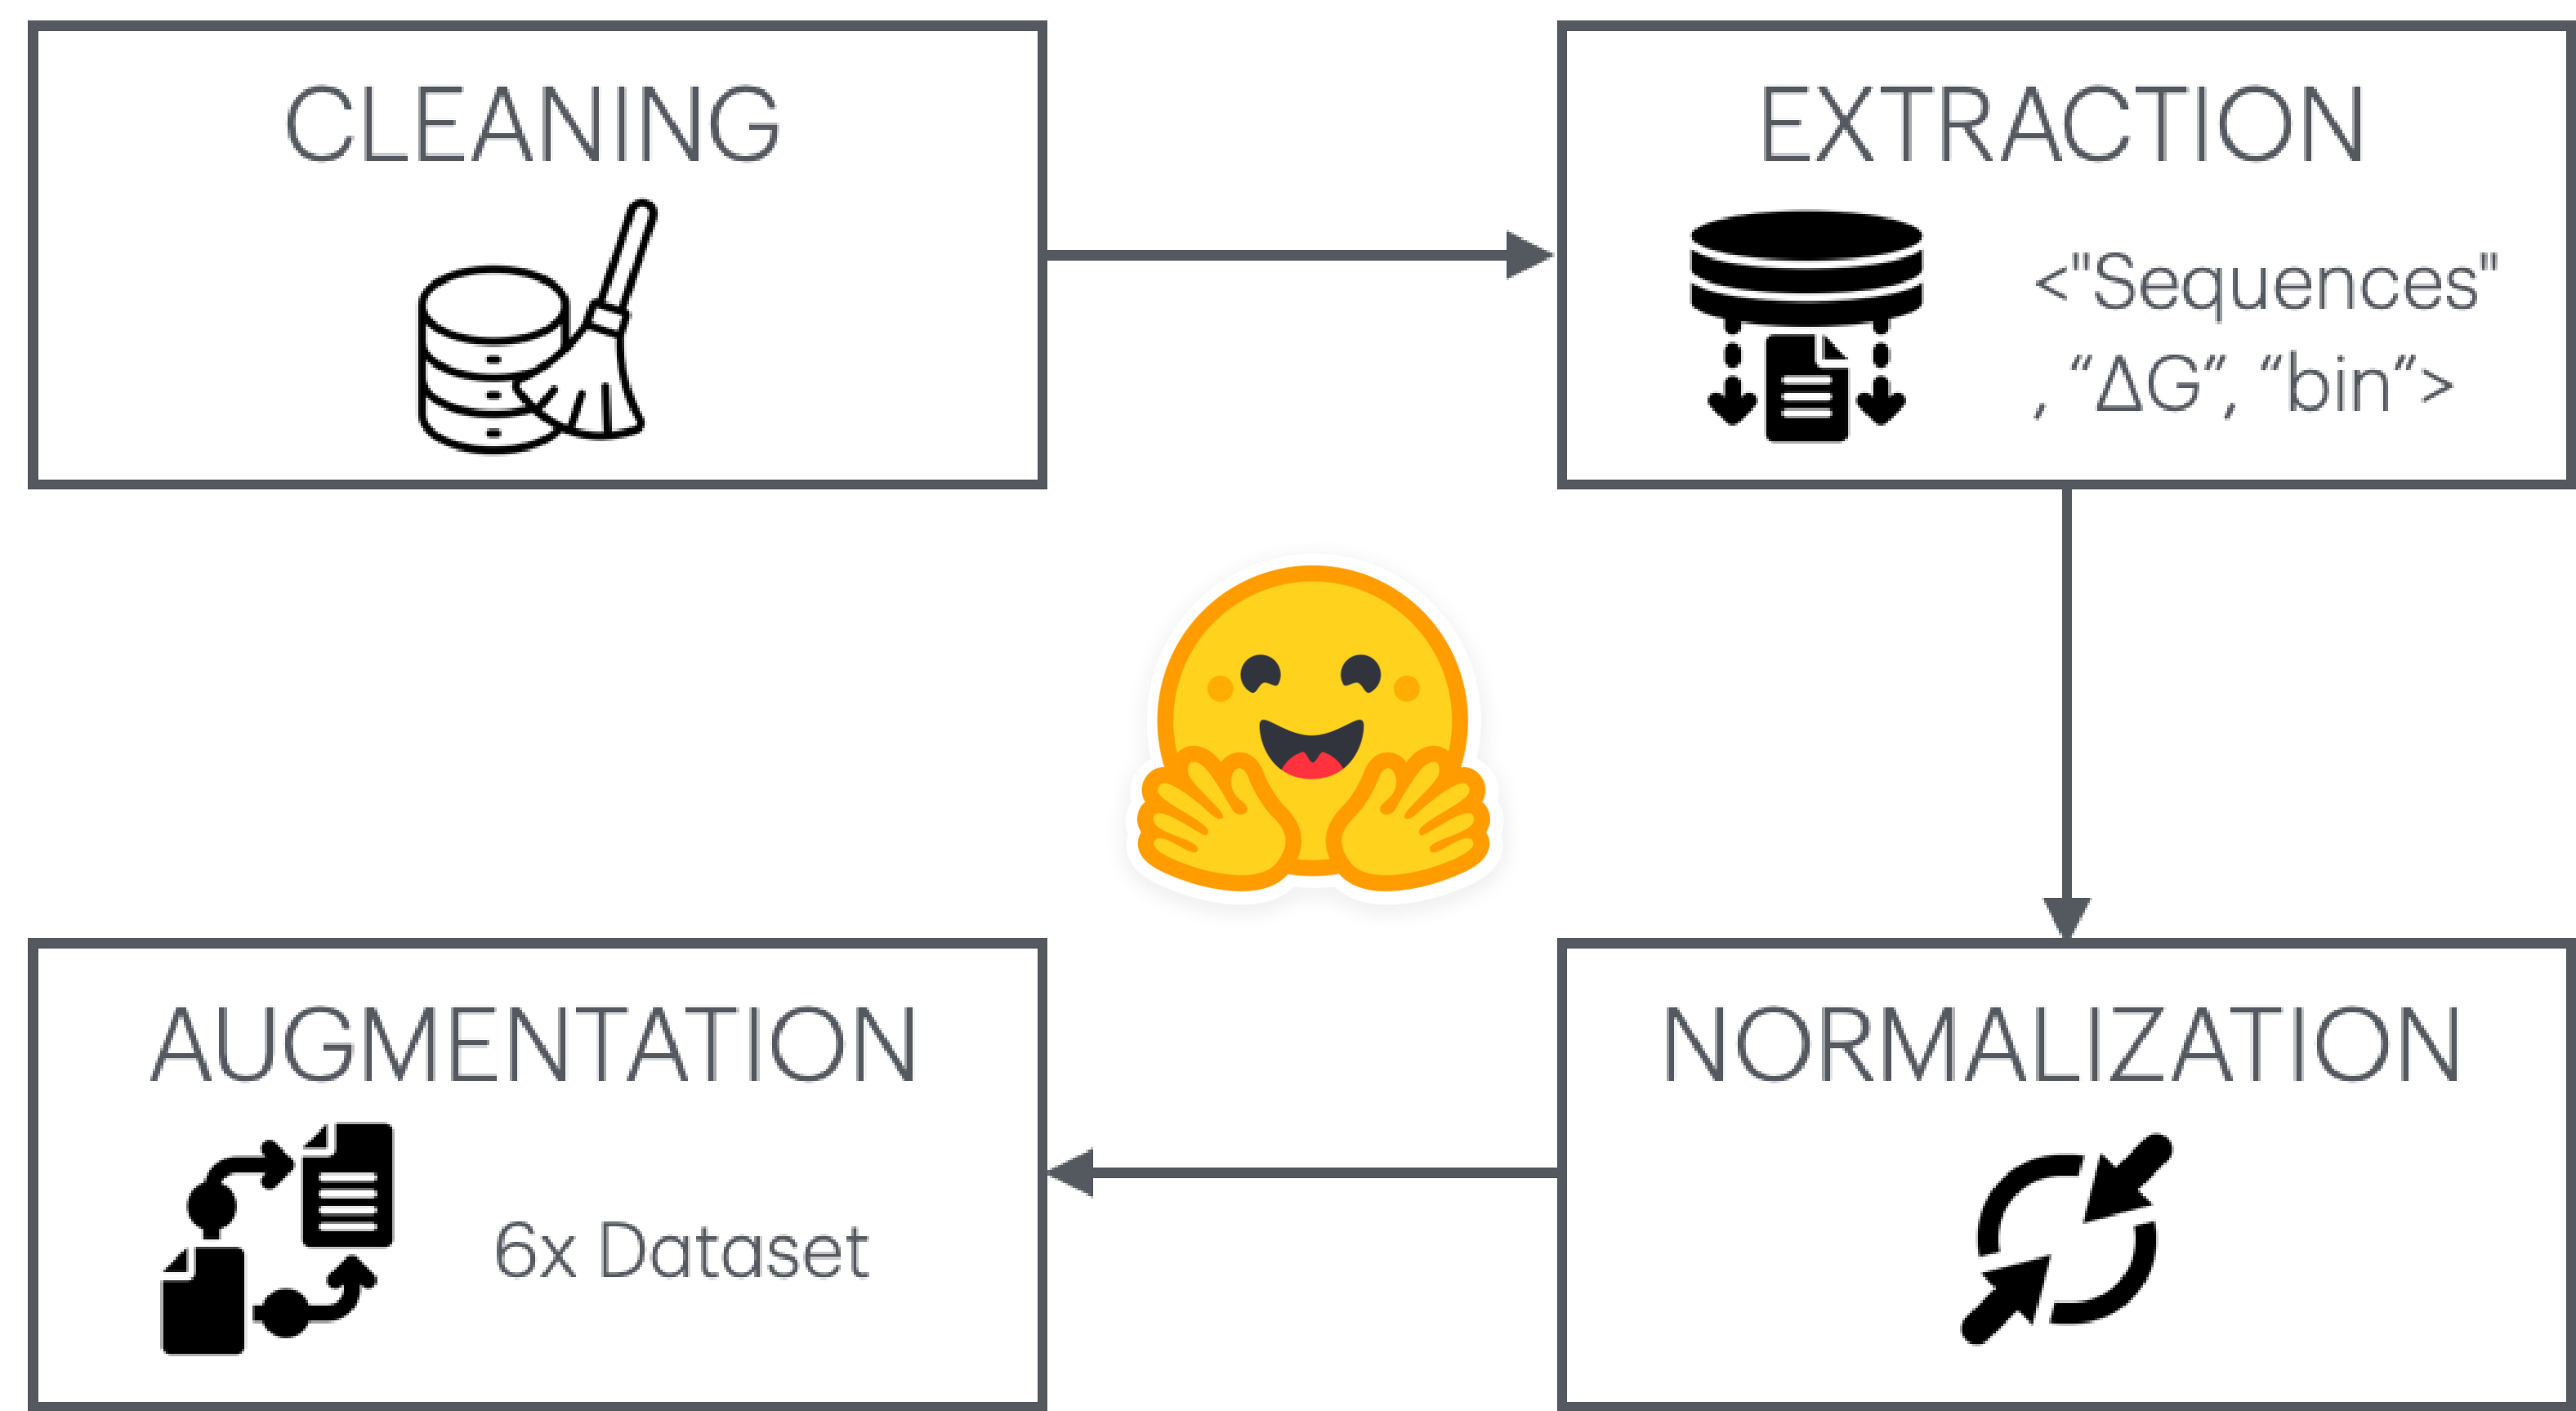 CLEANING
EXTRACTION
<"Sequences"
, “ΔG”, “bin“>
AUGMENTATION
6x Dataset
NORMALIZATION